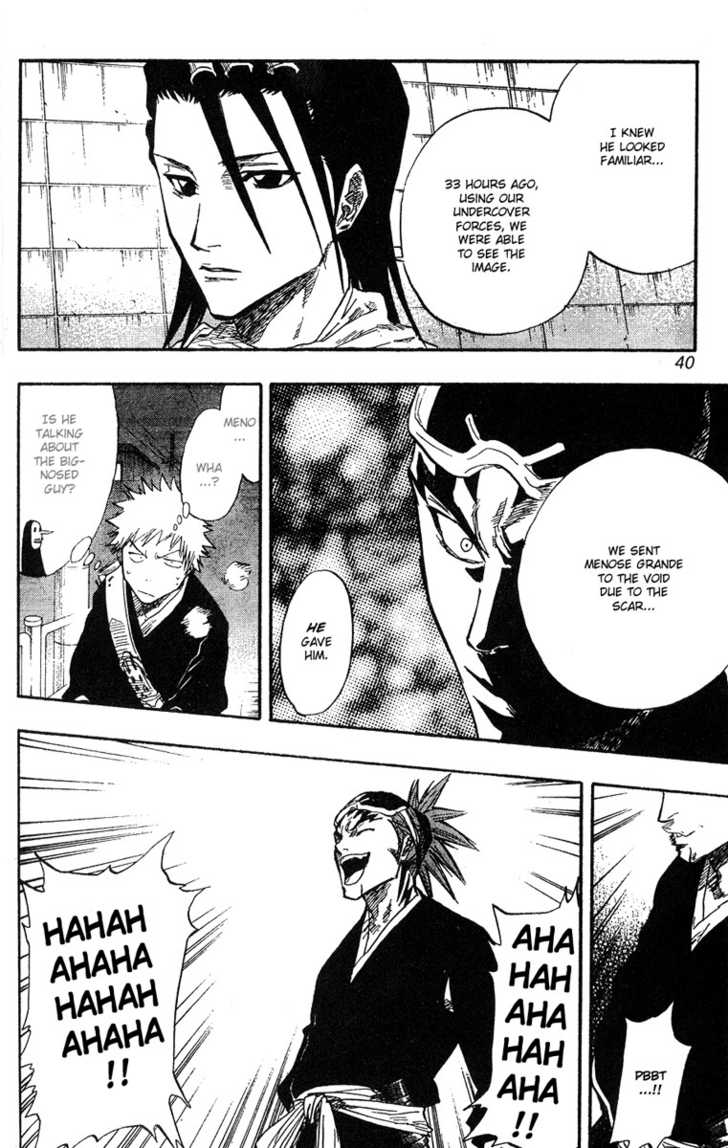 I KNEW
HE LOOKED
FAMILIAR...
33 HOURS AGO,
USING OUR
UNDERCOVER
FORCES, WE
WERE ABLE
TO SEE THE
IMAGE.
40
WE SENT
MENOSE GRANDE
TO THE VOID
DUE TO THE
SCAR...
HE
GAVE
HIM.
MENO
...
WHA
...?
IS HE
TALKING
ABOUT
THE BIG-
NOSED
GUY?
PBBT
...!!
AHA
HAH
AHA
HAH
AHA
!!
HAHAH
AHAHA
HAHAH
AHAHA
!!